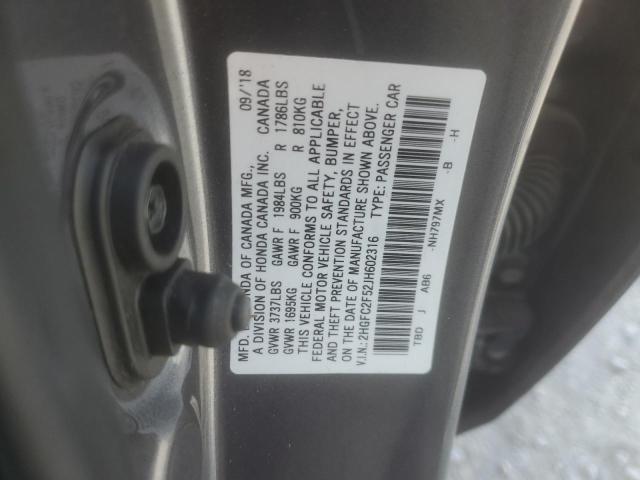 MFD. BY HONDA OF CANADA MFG., 09/'18
A DIVISION OF HONDA CANADA INC. CANADA
GVWR 3737LBS GAWR F 1984LBS R 1786LBS
GVWR 1695KG GAWR F 900KG R 810KG
THIS VEHICLE CONFORMS TO ALL APPLICABLE
FEDERAL MOTOR VEHICLE SAFETY, BUMPER,
AND THEFT PREVENTION STANDARDS IN EFFECT
ON THE DATE OF MANUFACTURE SHOWN ABOVE.
V.I.N.:2HGFC2F52JH602316 TYPE: PASSENGER CAR
TBD J AB6 -NH797MX -B -H